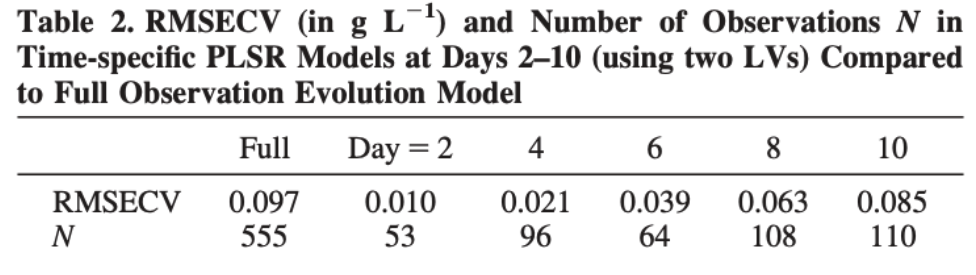 Table 2. RMSECV (in g L⁻¹) and Number of Observations N in
Time-specific PLSR Models at Days 2–10 (using two LVs) Compared
to Full Observation Evolution Model
Full Day = 2 4 6 8 10
RMSECV 0.097 0.010 0.021 0.039 0.063 0.085
N 555 53 96 64 108 110